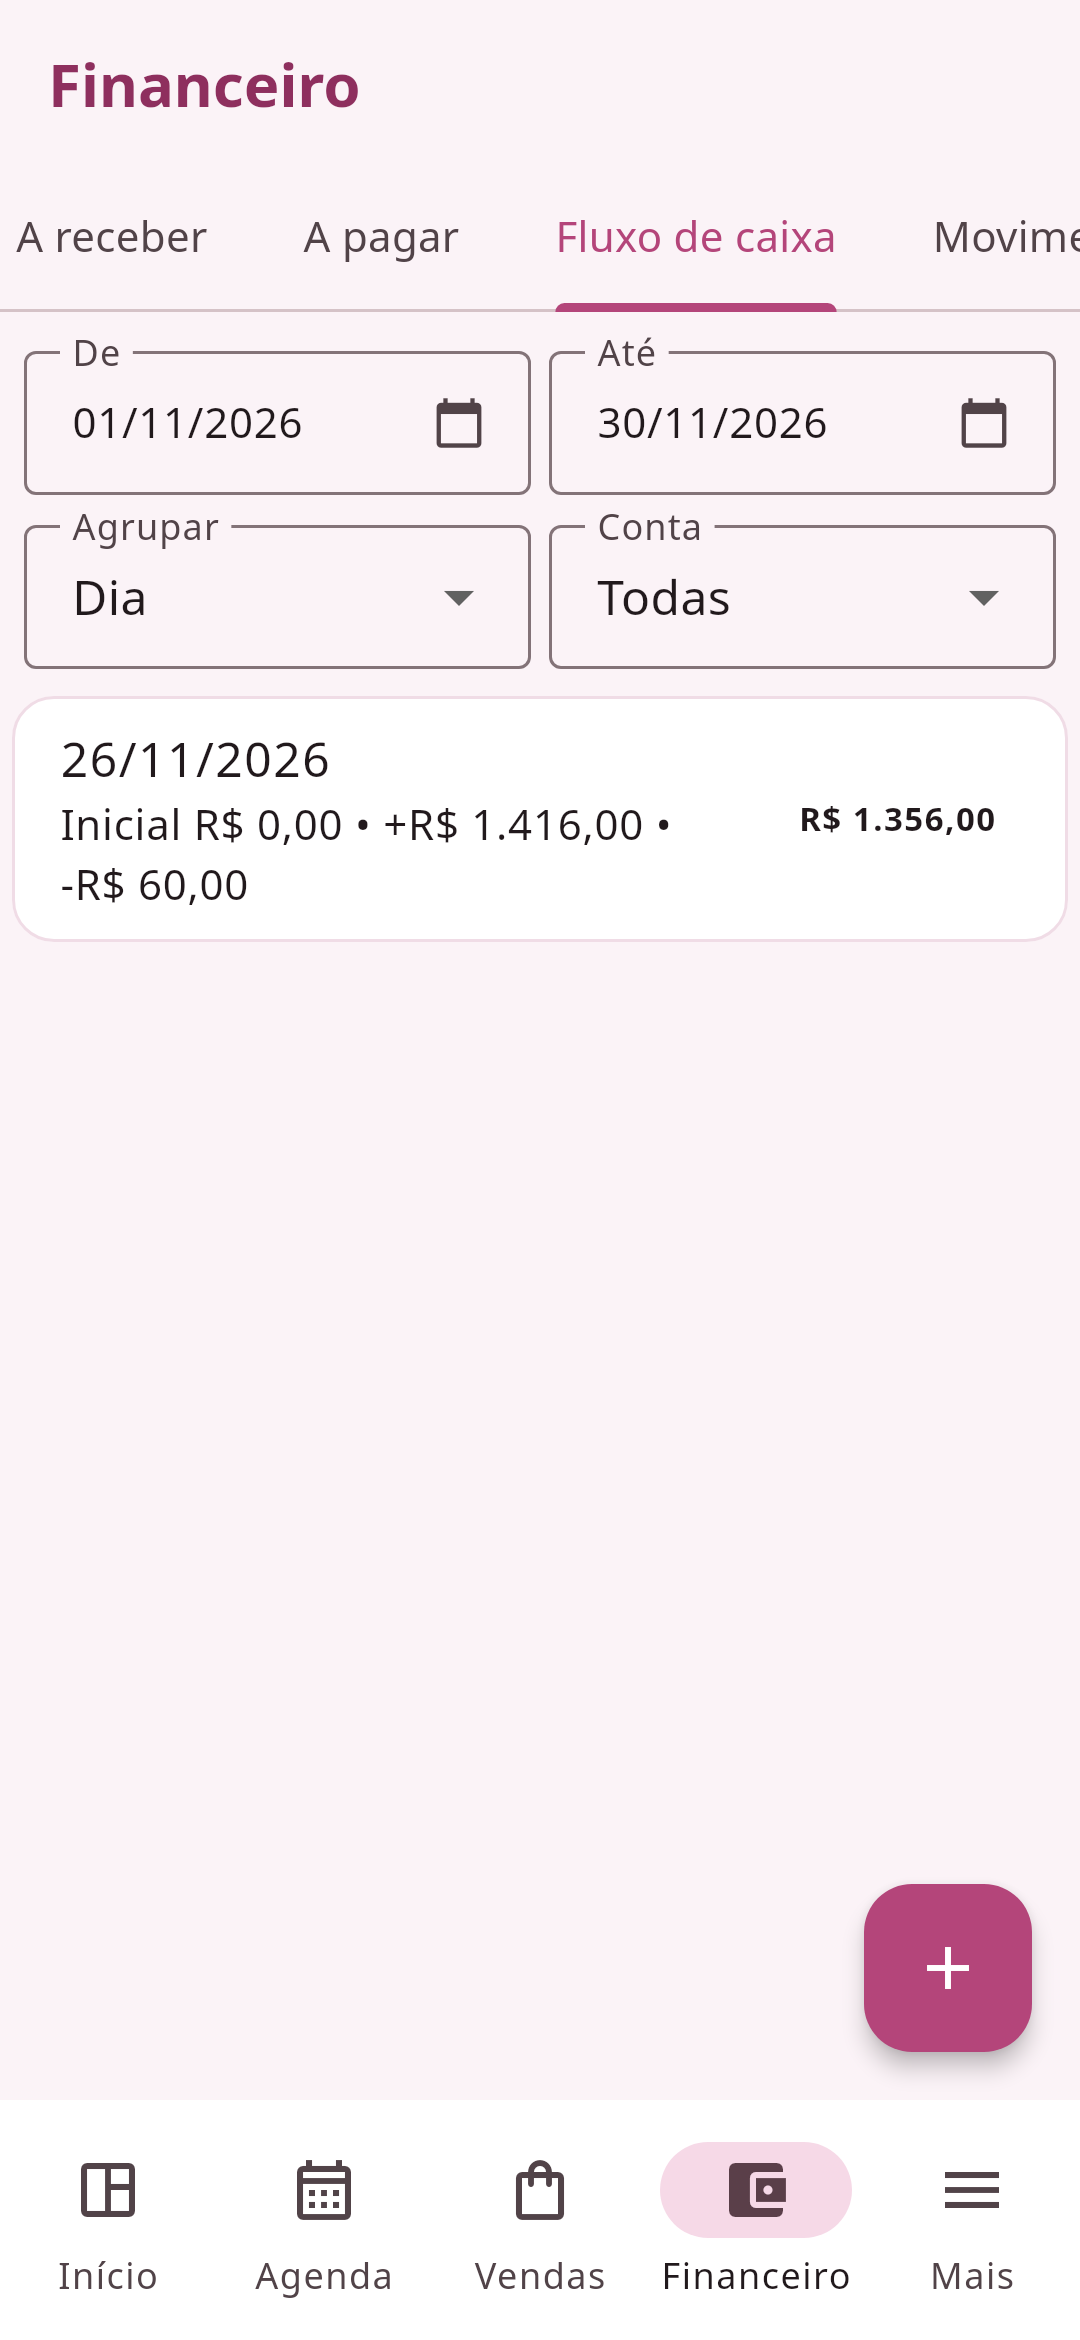 Financeiro
A receber A pagar Fluxo de caixa Movime
De Até
01/11/2026 30/11/2026
Agrupar Conta
Dia Todas
26/11/2026
Inicial R$ 0,00 • +R$ 1.416,00 • R$ 1.356,00
-R$ 60,00
Início Agenda Vendas Financeiro Mais